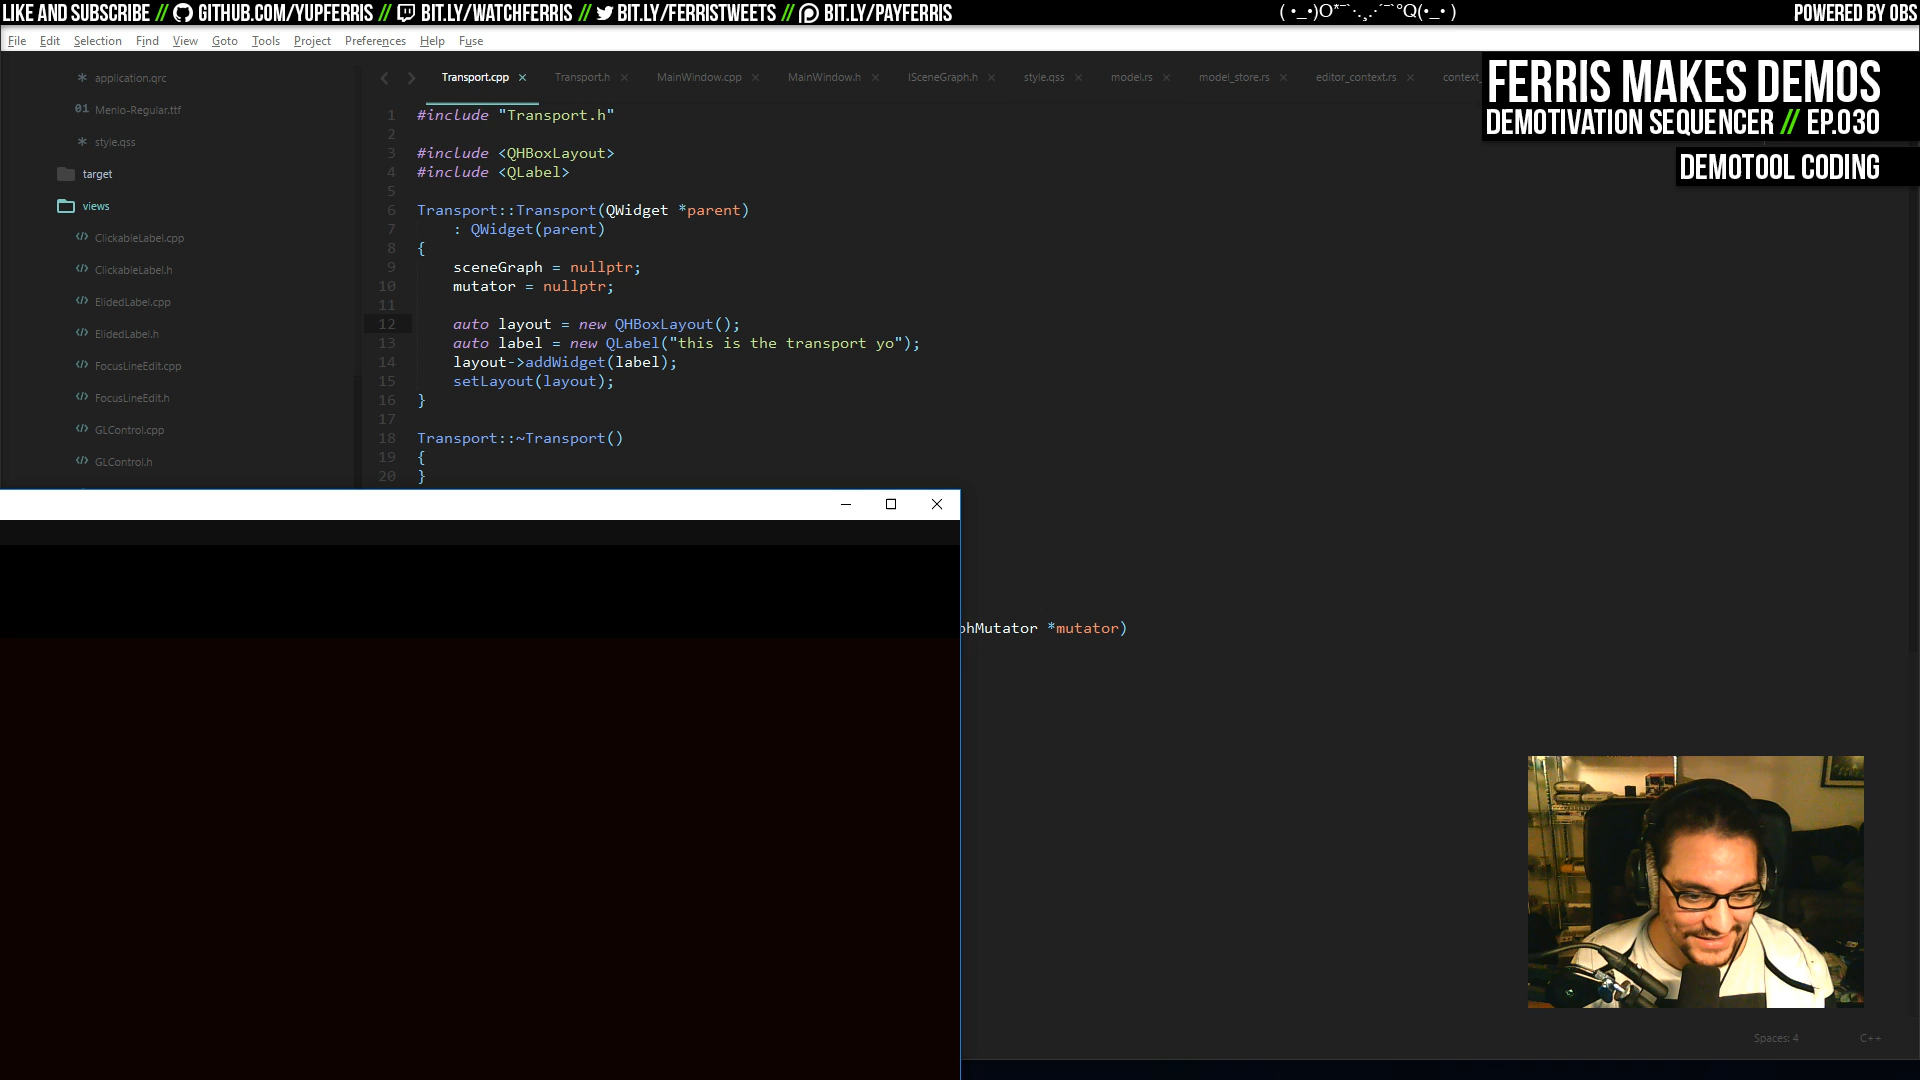 LIKE AND SUBSCRIBE // GITHUB.COM/YUPFERRIS // BIT.LY/WATCHFERRIS // BIT.LY/FERRISTWEETS // BIT.LY/PAYFERRIS
POWERED BY OBS
File Edit Selection Find View Goto Tools Project Preferences Help Fuse
FERRIS MAKES DEMOS
DEMOTIVATION SEQUENCER // EP.030
DEMOTOOL CODING
application.qrc
01 Menlo-Regular.ttf
style.qss
target
views
ClickableLabel.cpp
ClickableLabel.h
ElidedLabel.cpp
ElidedLabel.h
FocusLineEdit.cpp
FocusLineEdit.h
GLControl.cpp
GLControl.h
Transport.cpp Transport.h MainWindow.cpp MainWindow.h ISceneGraph.h style.qss model.rs model_store.rs editor_context.rs context_
1 #include "Transport.h"
2
3 #include <QHBoxLayout>
4 #include <QLabel>
5
6 Transport::Transport(QWidget *parent)
7 : QWidget(parent)
8 {
9 sceneGraph = nullptr;
10 mutator = nullptr;
11
12 auto layout = new QHBoxLayout();
13 auto label = new QLabel("this is the transport yo");
14 layout->addWidget(label);
15 setLayout(layout);
16 }
17
18 Transport::~Transport()
19 {
20 }
phMutator *mutator)
Spaces: 4 C++